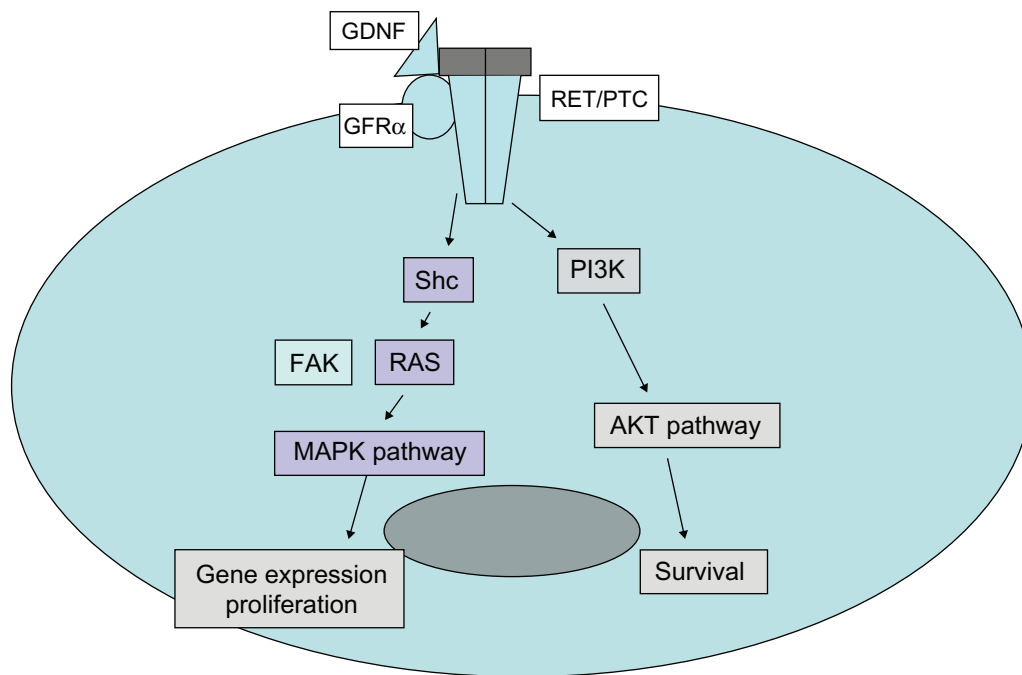 GDNF
RET/PTC
GFRα
Shc
PI3K
FAK
RAS
AKT pathway
MAPK pathway
Gene expression
proliferation
Survival